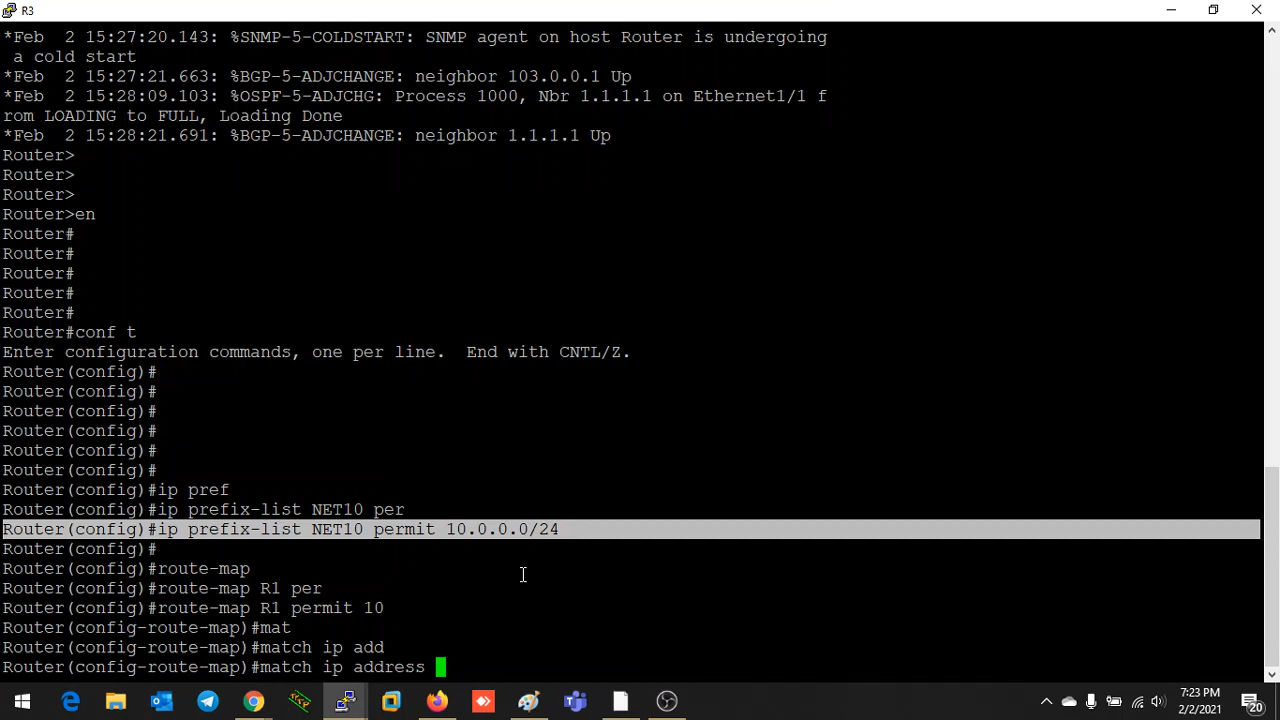 R3
*Feb  2 15:27:20.143: %SNMP-5-COLDSTART: SNMP agent on host Router is undergoing
 a cold start
*Feb  2 15:27:21.663: %BGP-5-ADJCHANGE: neighbor 103.0.0.1 Up
*Feb  2 15:28:09.103: %OSPF-5-ADJCHG: Process 1000, Nbr 1.1.1.1 on Ethernet1/1 f
rom LOADING to FULL, Loading Done
*Feb  2 15:28:21.691: %BGP-5-ADJCHANGE: neighbor 1.1.1.1 Up
Router>
Router>
Router>
Router>en
Router#
Router#
Router#
Router#
Router#
Router#conf t
Enter configuration commands, one per line.  End with CNTL/Z.
Router(config)#
Router(config)#
Router(config)#
Router(config)#
Router(config)#
Router(config)#
Router(config)#ip pref
Router(config)#ip prefix-list NET10 per
Router(config)#ip prefix-list NET10 permit 10.0.0.0/24
Router(config)#
Router(config)#route-map
Router(config)#route-map R1 per
Router(config)#route-map R1 permit 10
Router(config-route-map)#mat
Router(config-route-map)#match ip add
Router(config-route-map)#match ip address
7:23 PM
2/2/2021
20